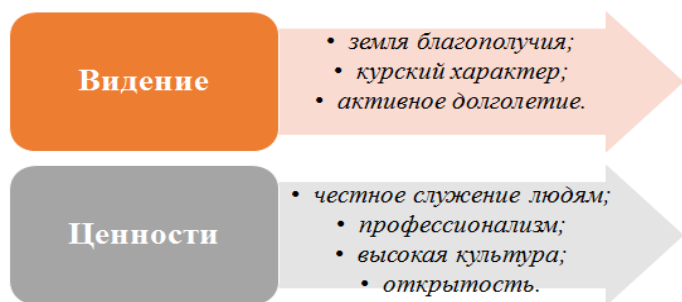 Видение
• земля благополучия;
• курский характер;
• активное долголетие.
Ценности
• честное служение людям;
• профессионализм;
• высокая культура;
• открытость.